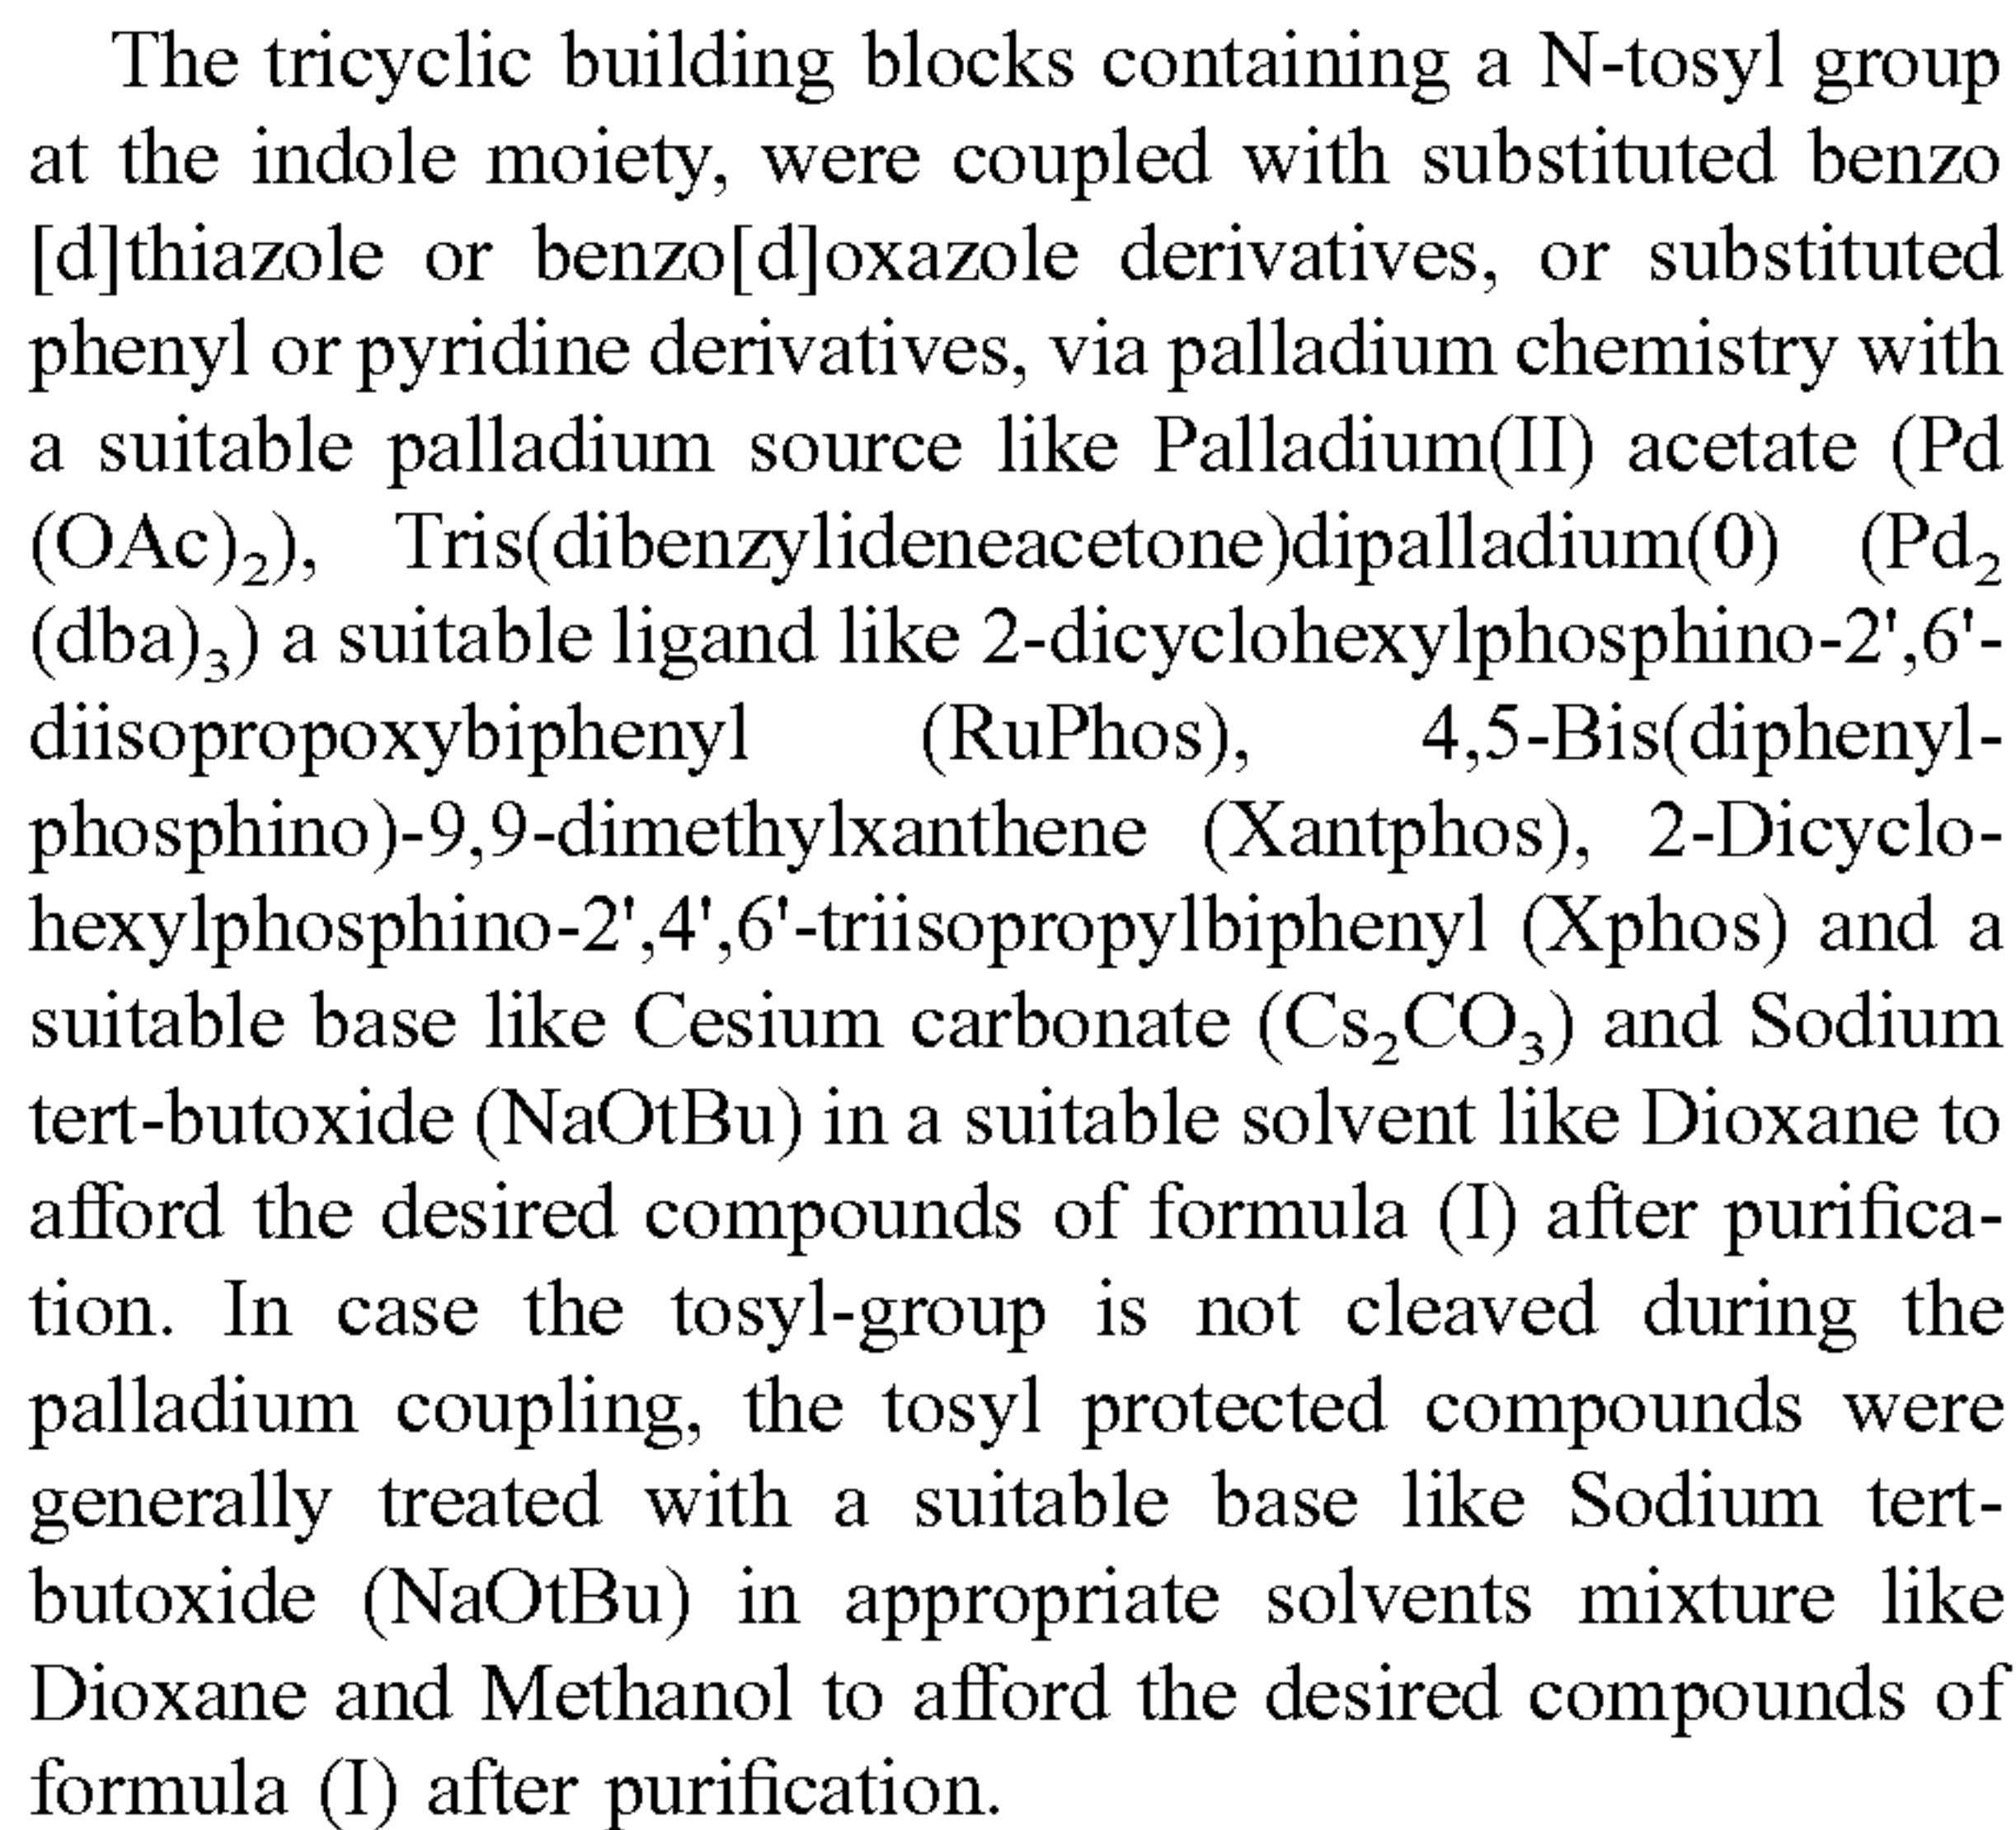 The tricyclic building blocks containing a N-tosyl group
at the indole moiety, were coupled with substituted benzo
[d]thiazole or benzo[d]oxazole derivatives, or substituted
phenyl or pyridine derivatives, via palladium chemistry with
a suitable palladium source like Palladium(II) acetate (Pd
(OAc)₂), Tris(dibenzylideneacetone)dipalladium(0) (Pd₂
(dba)₃) a suitable ligand like 2-dicyclohexylphosphino-2',6'-
diisopropoxybiphenyl (RuPhos), 4,5-Bis(diphenyl-
phosphino)-9,9-dimethylxanthene (Xantphos), 2-Dicyclo-
hexylphosphino-2',4',6'-triisopropylbiphenyl (Xphos) and a
suitable base like Cesium carbonate (Cs₂CO₃) and Sodium
tert-butoxide (NaOtBu) in a suitable solvent like Dioxane to
afford the desired compounds of formula (I) after purifica-
tion. In case the tosyl-group is not cleaved during the
palladium coupling, the tosyl protected compounds were
generally treated with a suitable base like Sodium tert-
butoxide (NaOtBu) in appropriate solvents mixture like
Dioxane and Methanol to afford the desired compounds of
formula (I) after purification.